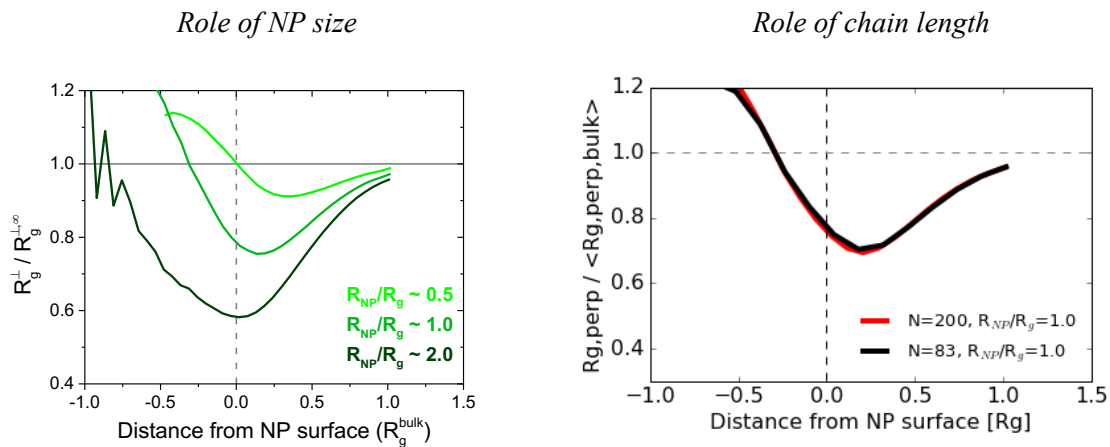 Role of NP size
Role of chain length
1.2
1.0
0.8
0.6
0.4
R_g^⊥ / R_g^{⊥,∞}
R_NP/R_g ~ 0.5
R_NP/R_g ~ 1.0
R_NP/R_g ~ 2.0
-1.0 -0.5 0.0 0.5 1.0 1.5
Distance from NP surface (R_g^bulk)
1.2
1.0
0.8
0.6
0.4
Rg,perp / <Rg,perp,bulk>
N=200, R_NP/R_g=1.0
N=83, R_NP/R_g=1.0
−1.0 −0.5 0.0 0.5 1.0 1.5
Distance from NP surface [Rg]